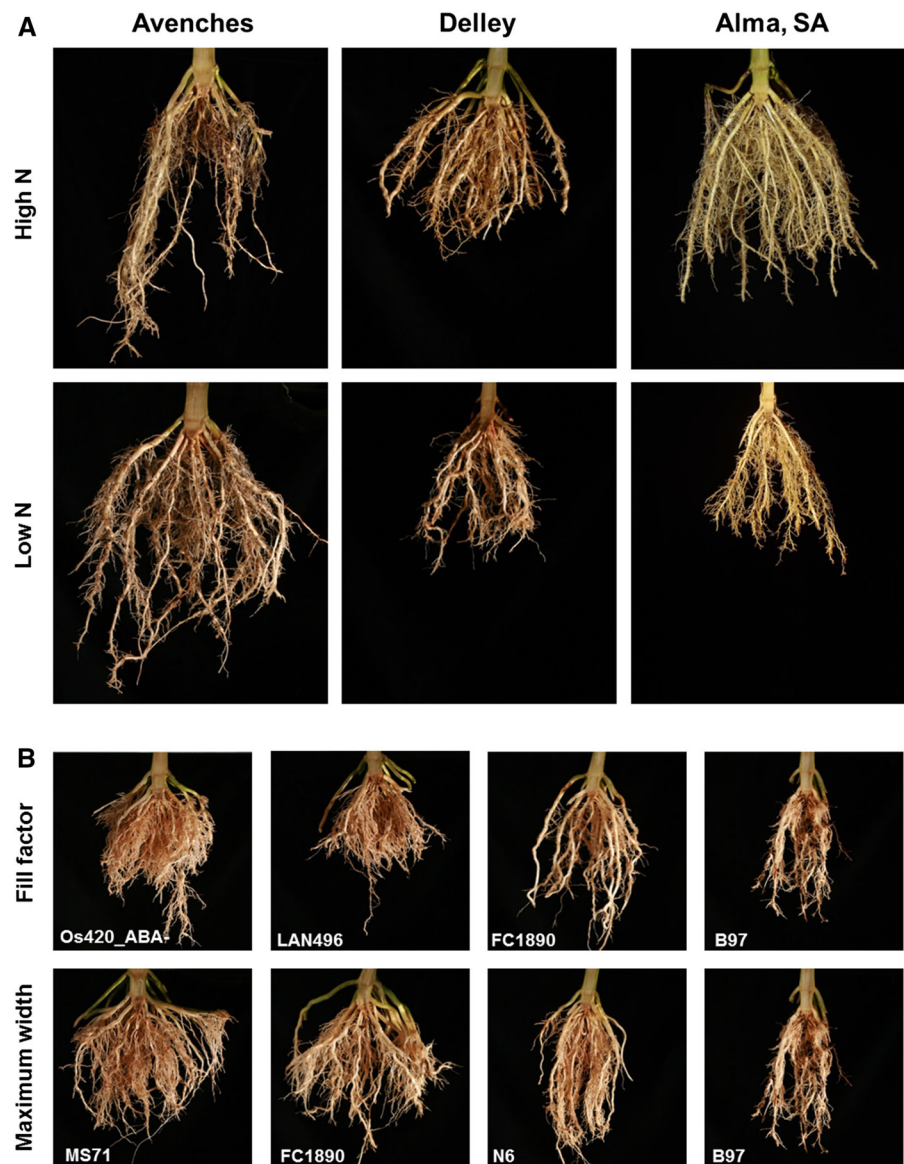 A
Avenches Delley Alma, SA
High N
Low N
B
Fill factor
Os420_ABA- LAN496 FC1890 B97
Maximum width
MS71 FC1890 N6 B97